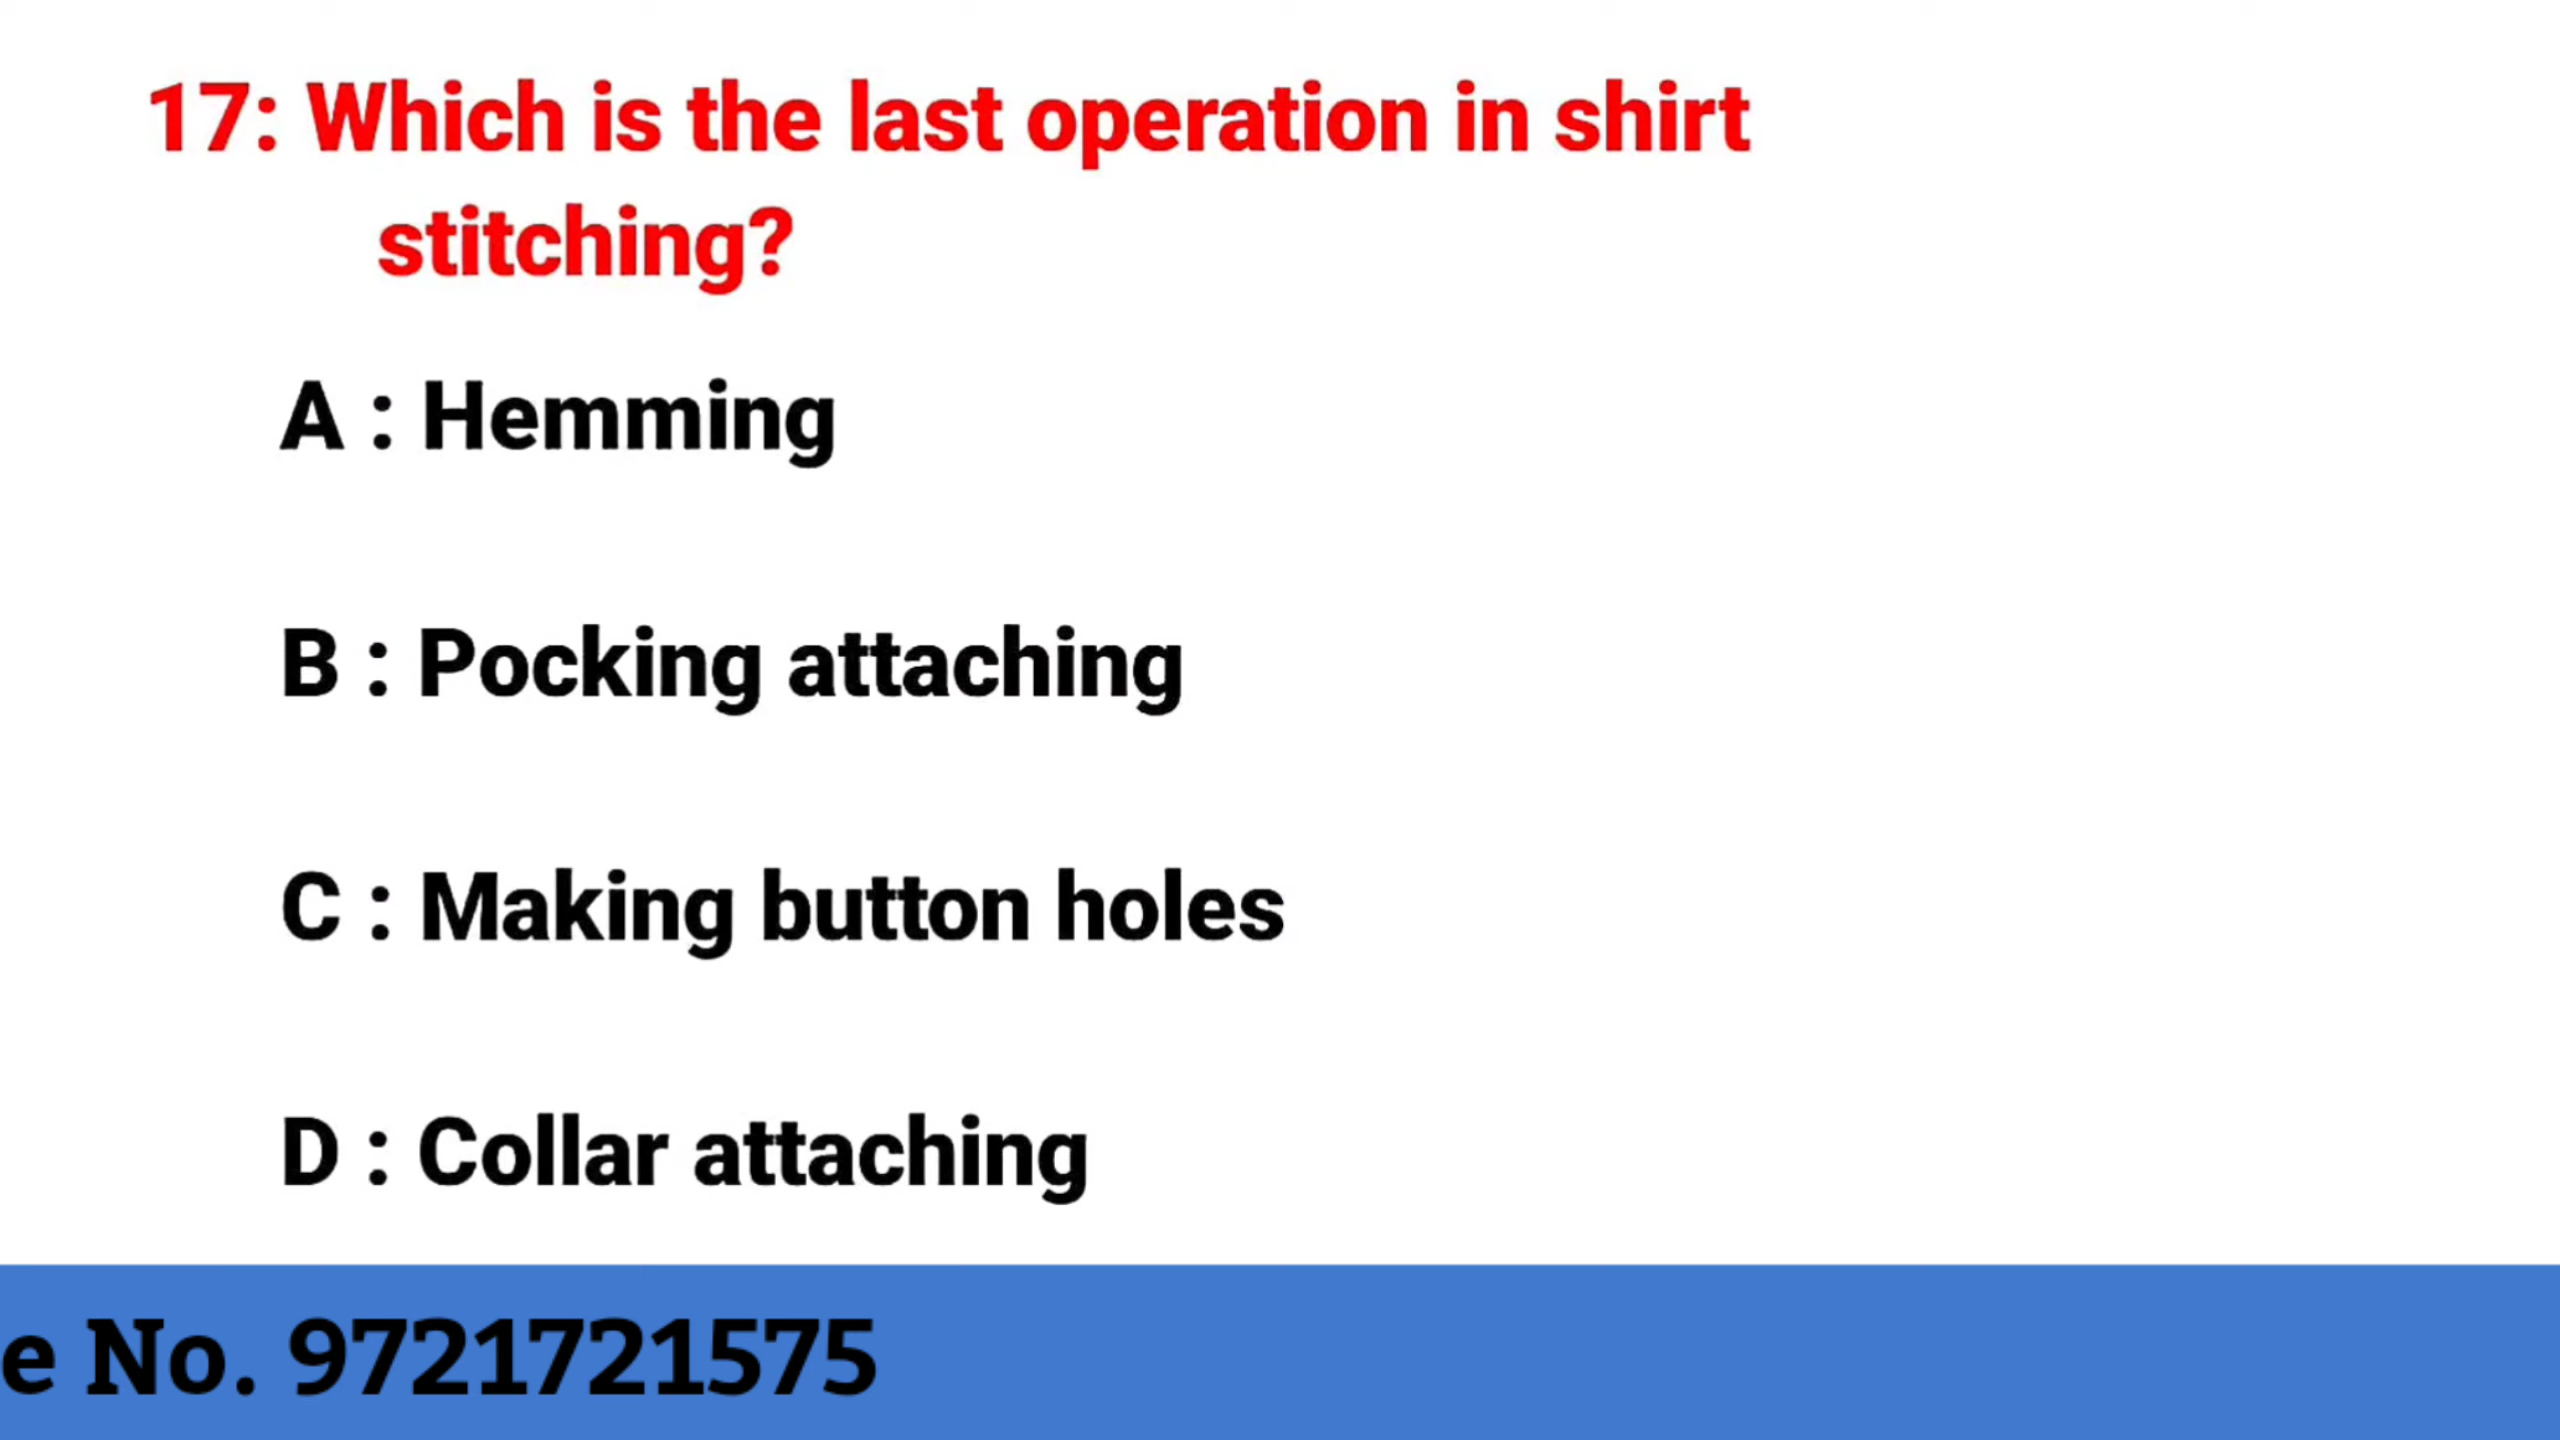 17: Which is the last operation in shirt
stitching?
A : Hemming
B : Pocking attaching
C : Making button holes
D : Collar attaching
e No. 9721721575